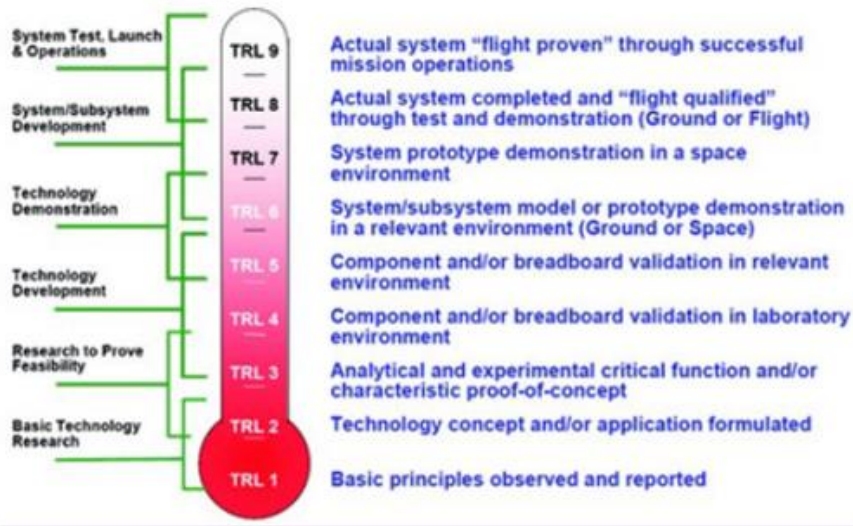 System Test, Launch
& Operations
System/Subsystem
Development
Technology
Demonstration
Technology
Development
Research to Prove
Feasibility
Basic Technology
Research
TRL 9
TRL 8
TRL 7
TRL 6
TRL 5
TRL 4
TRL 3
TRL 2
TRL 1
Actual system “flight proven” through successful
mission operations
Actual system completed and “flight qualified”
through test and demonstration (Ground or Flight)
System prototype demonstration in a space
environment
System/subsystem model or prototype demonstration
in a relevant environment (Ground or Space)
Component and/or breadboard validation in relevant
environment
Component and/or breadboard validation in laboratory
environment
Analytical and experimental critical function and/or
characteristic proof-of-concept
Technology concept and/or application formulated
Basic principles observed and reported